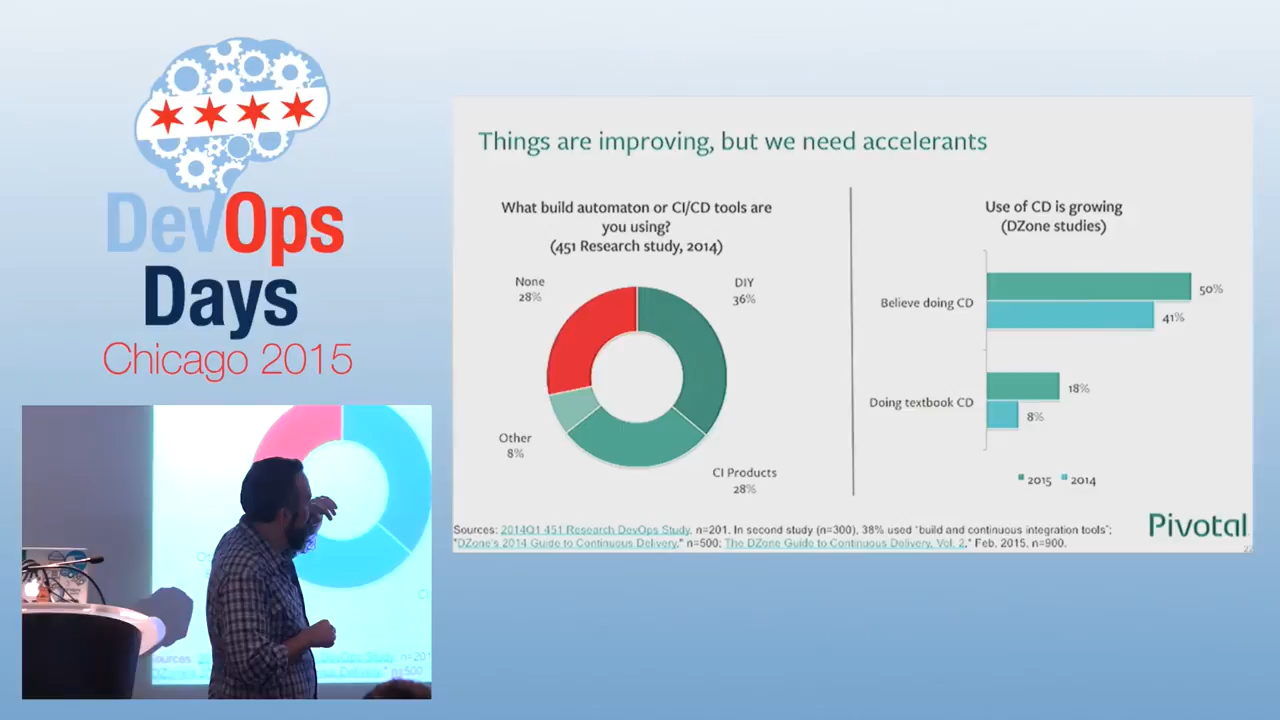 DevOps
Days
Chicago 2015
Things are improving, but we need accelerants
What build automaton or CI/CD tools are
you using?
(451 Research study, 2014)
None
28%
DIY
36%
Other
8%
CI Products
28%
Use of CD is growing
(DZone studies)
Believe doing CD
50%
41%
Doing textbook CD
18%
8%
2015 2014
Sources: 2014Q1 451 Research DevOps Study, n=201. In second study (n=300), 38% used "build and continuous integration tools";
"DZone's 2014 Guide to Continuous Delivery," n=500; The DZone Guide to Continuous Delivery, Vol. 2," Feb. 2015, n=900.
Pivotal